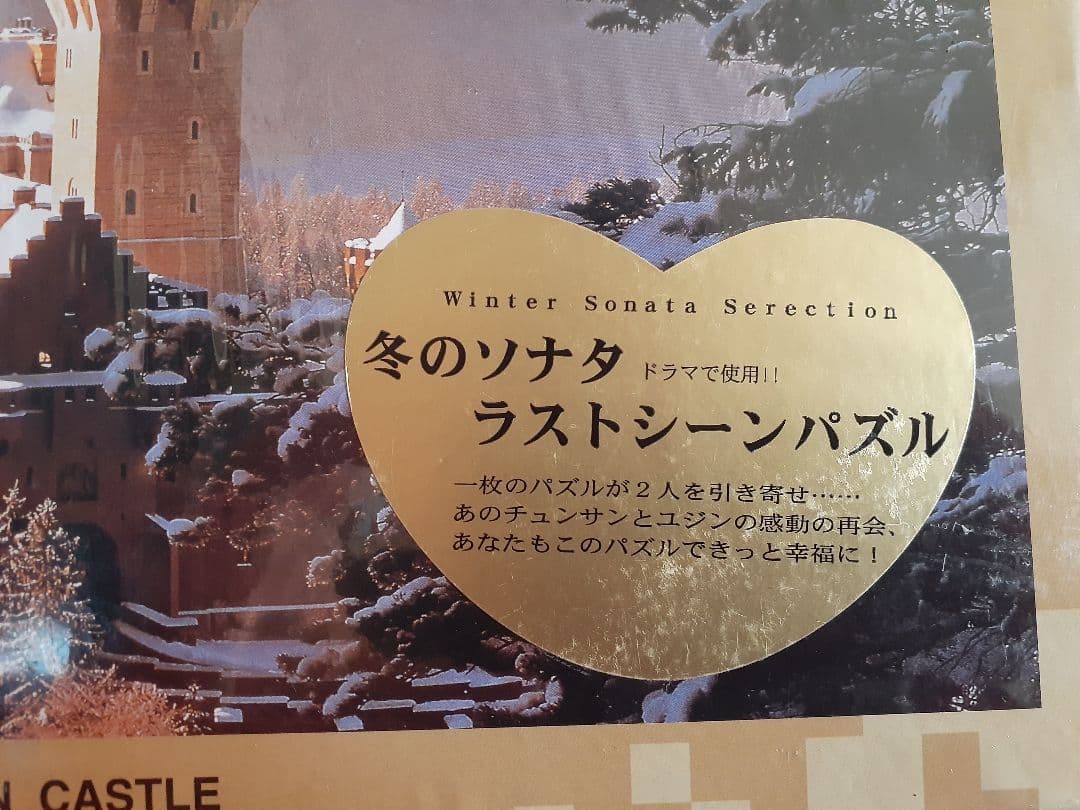 Winter Sonata Serection
冬のソナタ ドラマで使用!!
ラストシーンパズル
一枚のパズルが２人を引き寄せ……
あのチュンサンとユジンの感動の再会、
あなたもこのパズルできっと幸福に！
N CASTLE